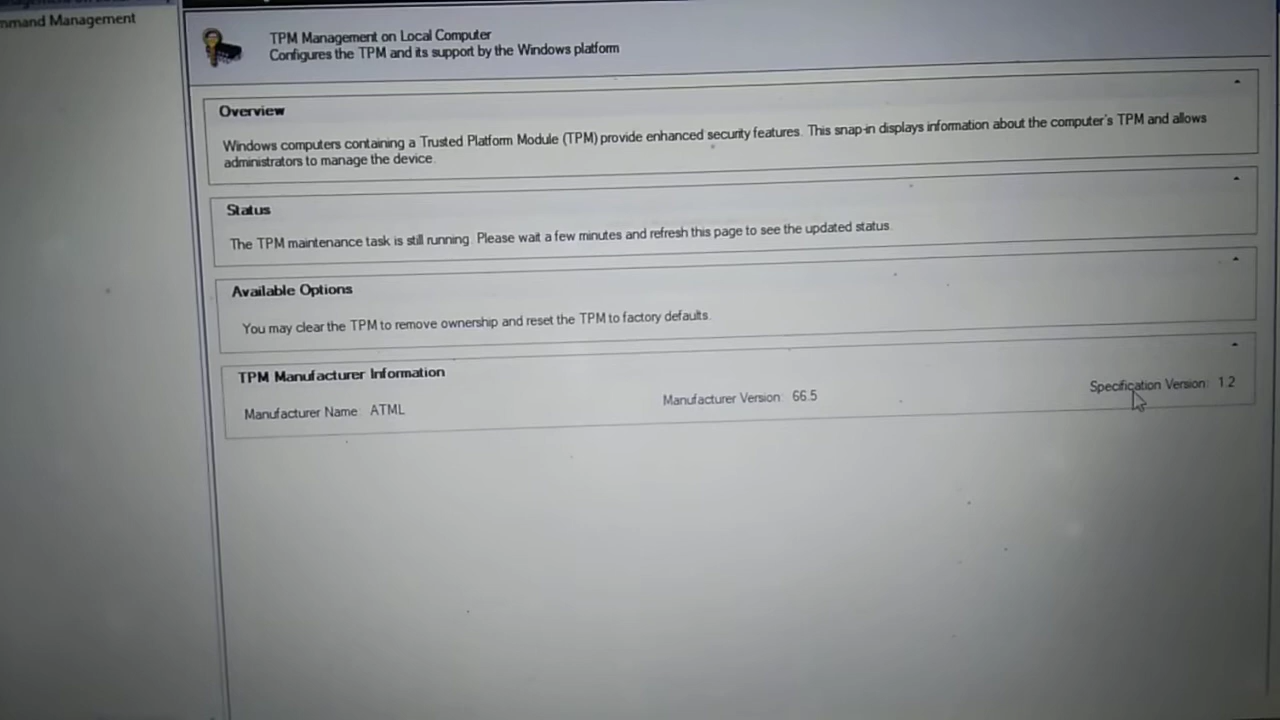 mmand Management
TPM Management on Local Computer
Configures the TPM and its support by the Windows platform
Overview
Windows computers containing a Trusted Platform Module (TPM) provide enhanced security features. This snap-in displays information about the computer's TPM and allows
administrators to manage the device.
Status
The TPM maintenance task is still running. Please wait a few minutes and refresh this page to see the updated status.
Available Options
You may clear the TPM to remove ownership and reset the TPM to factory defaults.
TPM Manufacturer Information
Manufacturer Name: ATML Manufacturer Version: 66.5 Specification Version: 1.2